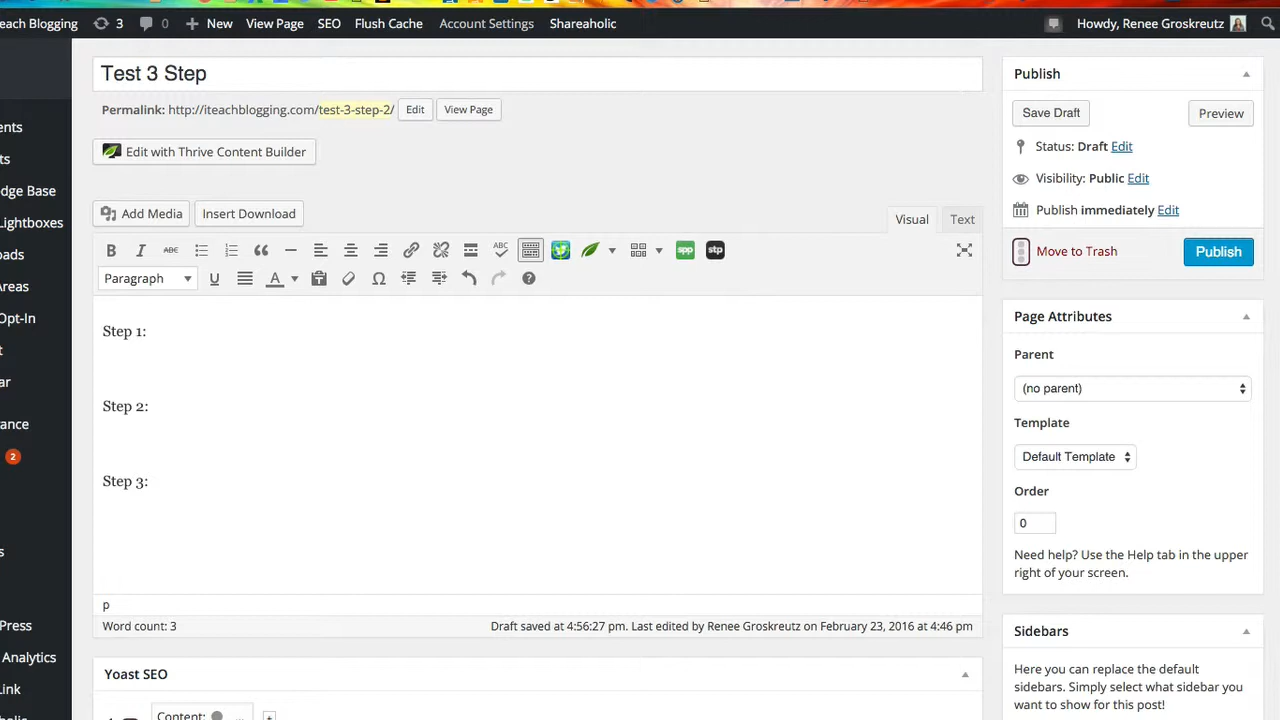 each Blogging 3 0 New View Page SEO Flush Cache Account Settings Shareaholic Howdy, Renee Groskreutz
ents
ts
dge Base
Lightboxes
oads
Areas
Opt-In
t
ar
ance
2
s
Press
Analytics
Link
Test 3 Step
Permalink: http://iteachblogging.com/test-3-step-2/ Edit View Page
Edit with Thrive Content Builder
Add Media Insert Download Visual Text
B I ABC ABC spp stp
Paragraph U A Ω ?
Step 1:
Step 2:
Step 3:
p
Word count: 3 Draft saved at 4:56:27 pm. Last edited by Renee Groskreutz on February 23, 2016 at 4:46 pm
Yoast SEO
Content:
Publish
Save Draft Preview
Status: Draft Edit
Visibility: Public Edit
Publish immediately Edit
Move to Trash Publish
Page Attributes
Parent
(no parent)
Template
Default Template
Order
0
Need help? Use the Help tab in the upper
right of your screen.
Sidebars
Here you can replace the default
sidebars. Simply select what sidebar you
want to show for this post!